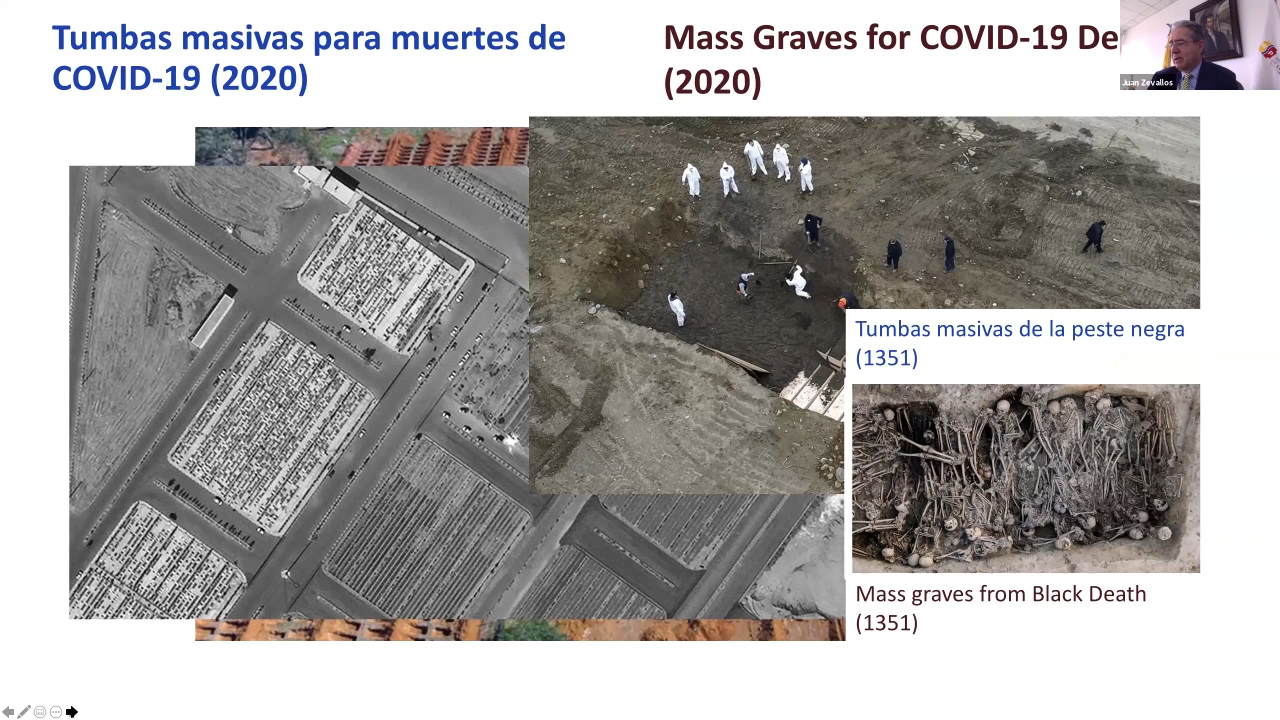 Tumbas masivas para muertes de
COVID-19 (2020)
Mass Graves for COVID-19 De
(2020)
Juan Zevallos
Tumbas masivas de la peste negra
(1351)
Mass graves from Black Death
(1351)